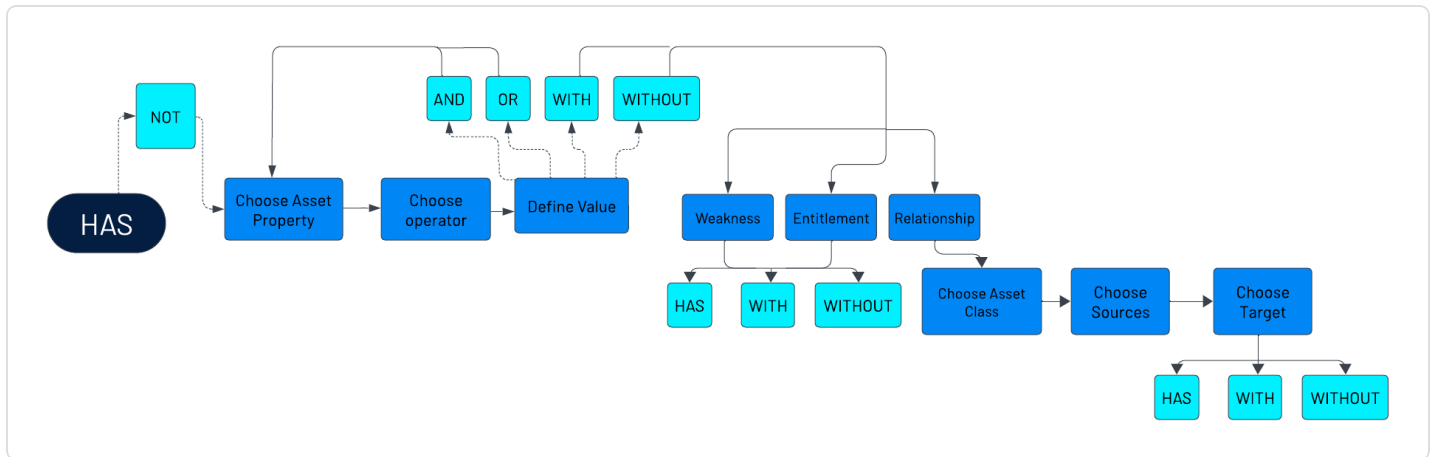 AND
OR
WITH
WITHOUT
NOT
HAS
Choose Asset
Property
Choose
operator
Define Value
Weakness
Entitlement
Relationship
HAS
WITH
WITHOUT
Choose Asset
Class
Choose
Sources
Choose
Target
HAS
WITH
WITHOUT